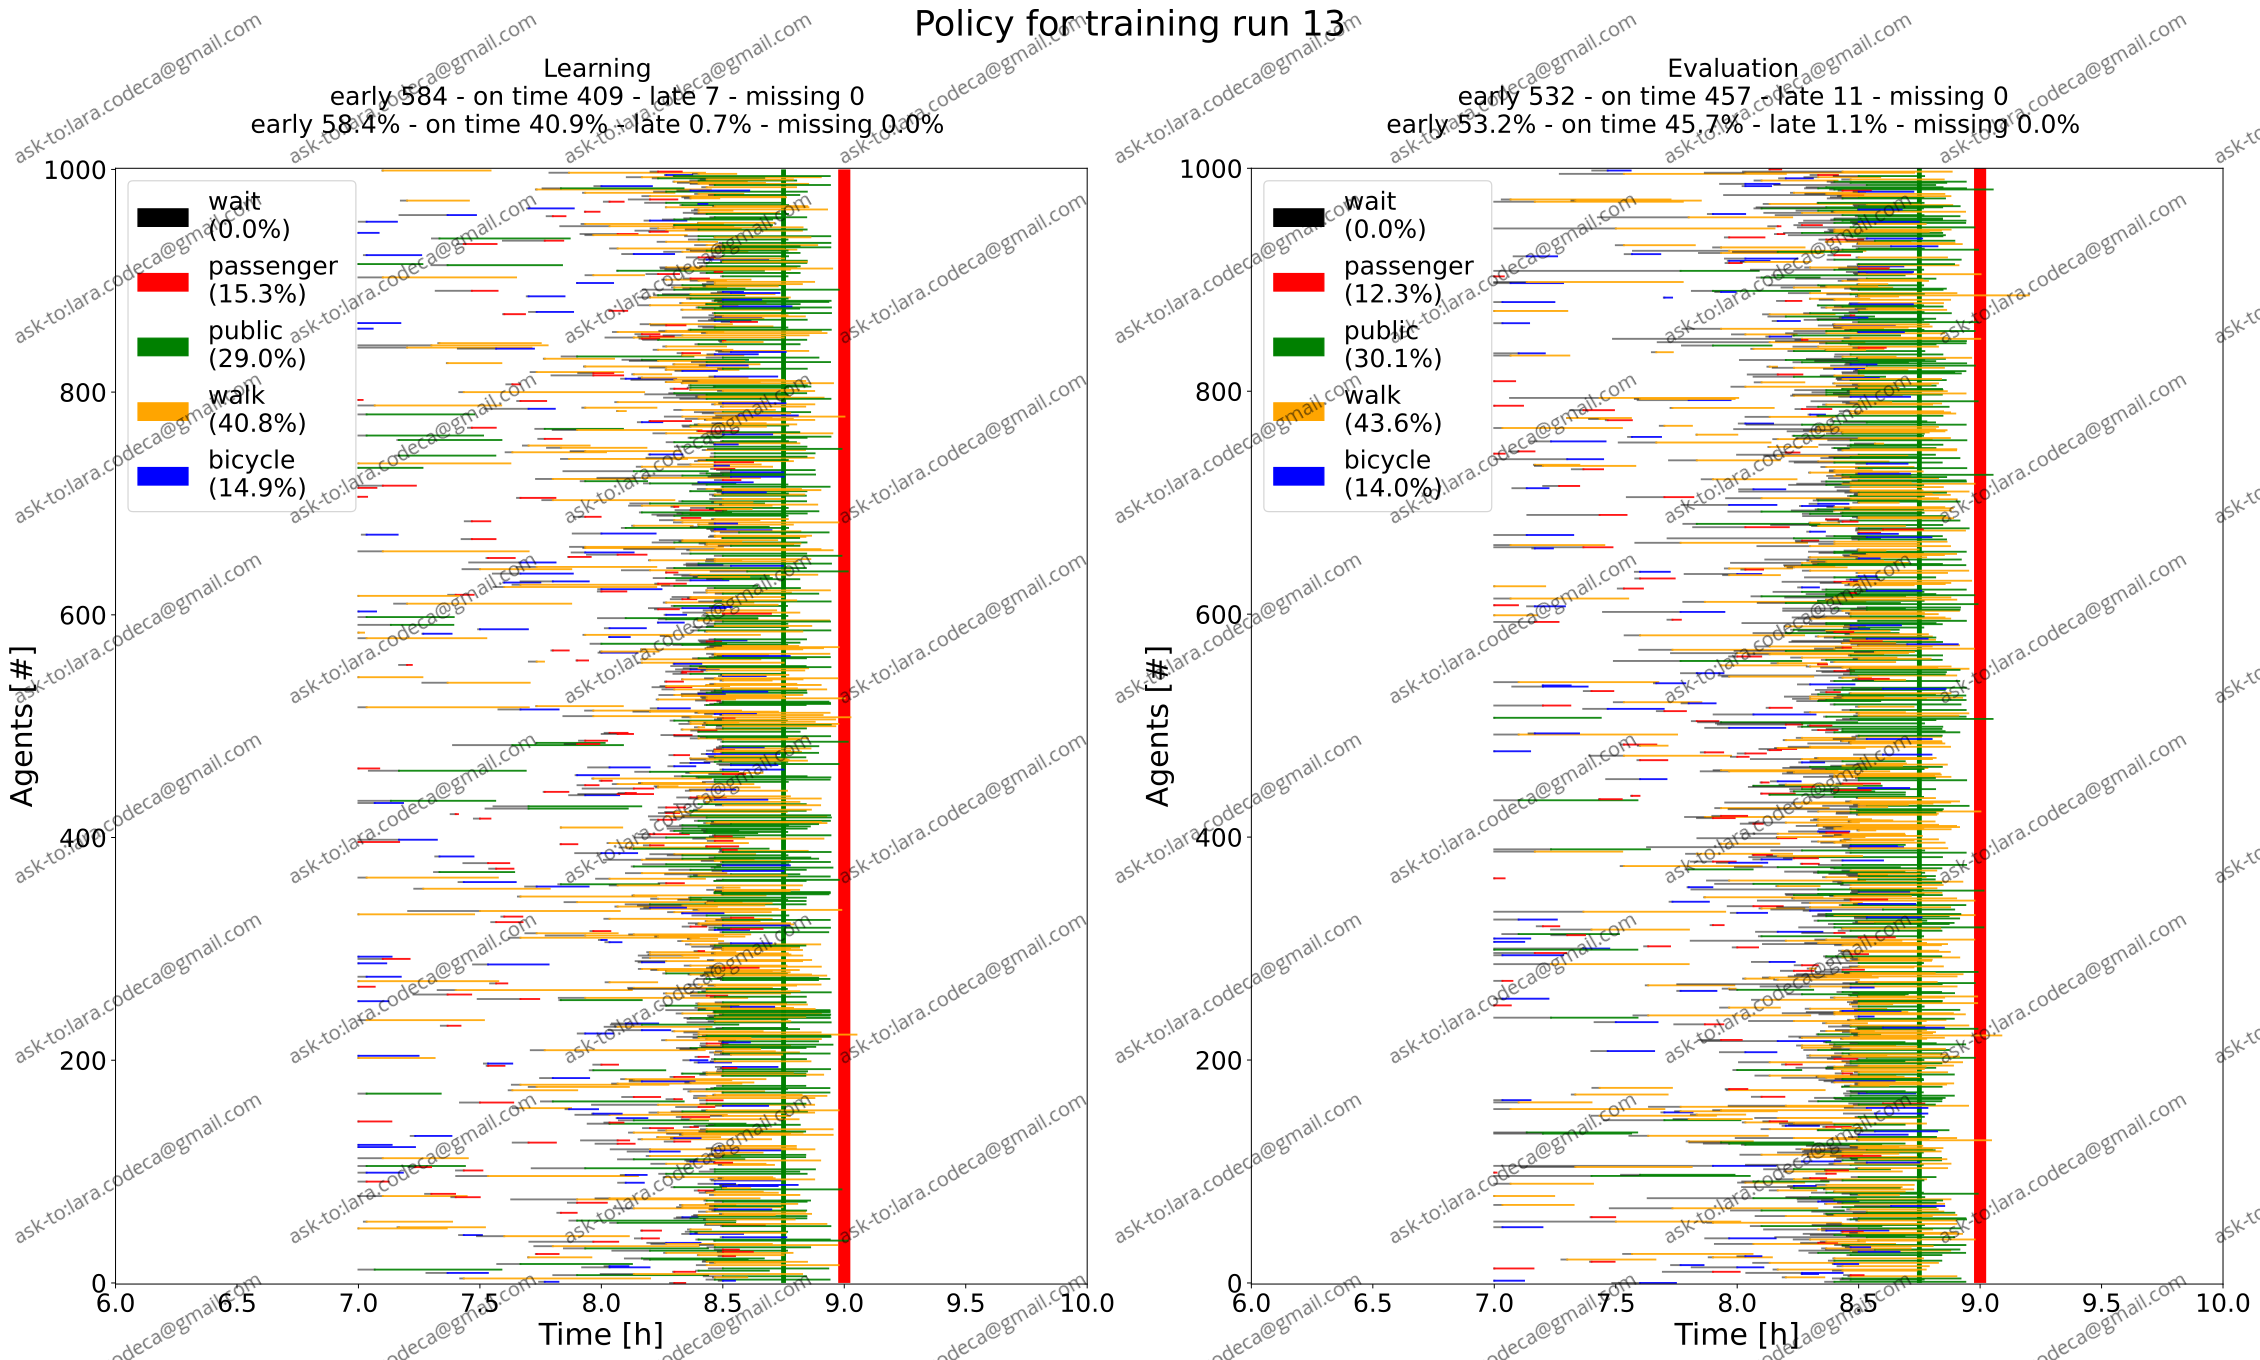 Policy for training run 13
Learning
early 584 - on time 409 - late 7 - missing 0
early 58.4% - on time 40.9% - late 0.7% - missing 0.0%
1000
800
600
400
200
0
Agents [#]
wait
(0.0%)
passenger
(15.3%)
public
(29.0%)
walk
(40.8%)
bicycle
(14.9%)
6.0 6.5 7.0 7.5 8.0 8.5 9.0 9.5 10.0
Time [h]
Evaluation
early 532 - on time 457 - late 11 - missing 0
early 53.2% - on time 45.7% - late 1.1% - missing 0.0%
1000
800
600
400
200
0
Agents [#]
wait
(0.0%)
passenger
(12.3%)
public
(30.1%)
walk
(43.6%)
bicycle
(14.0%)
6.0 6.5 7.0 7.5 8.0 8.5 9.0 9.5 10.0
Time [h]
ask-to:lara.codeca@gmail.com